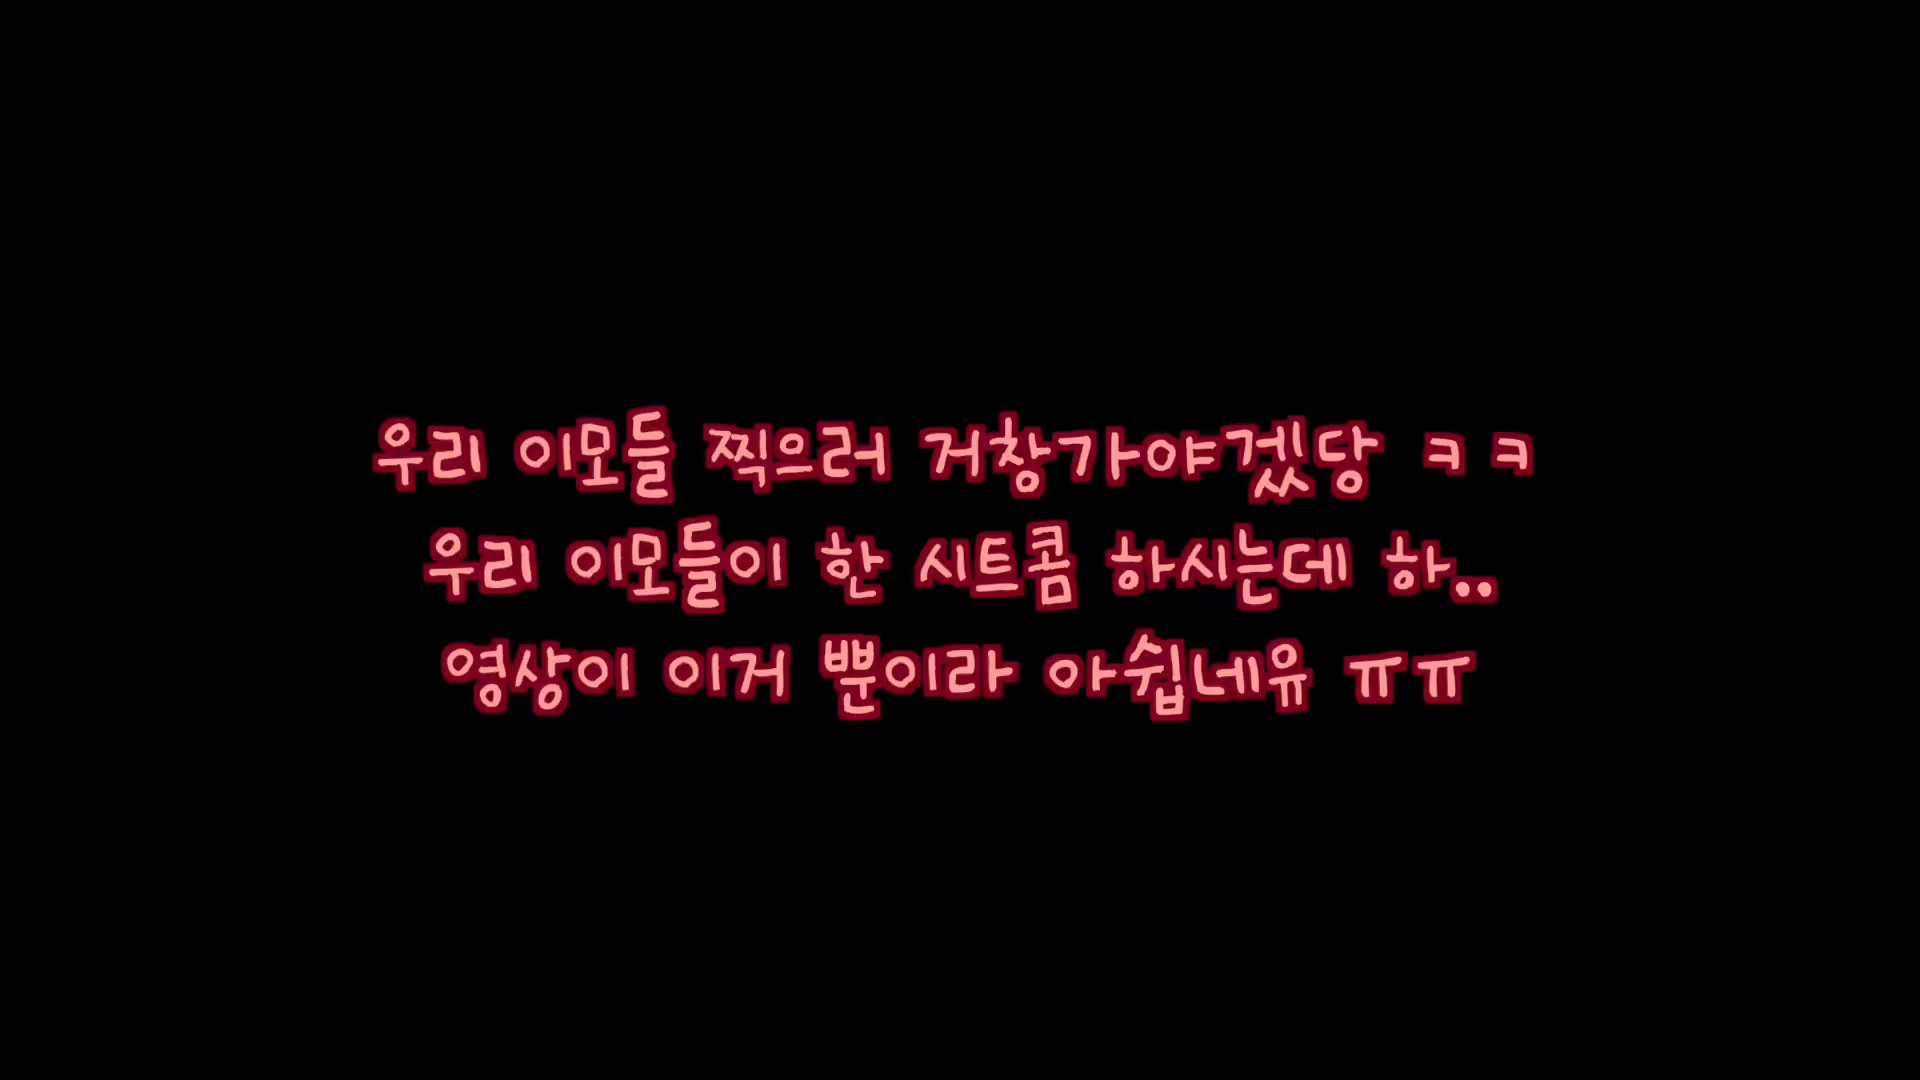 우리 이모들 찍으러 거창가야겠당 ㅋㅋ
우리 이모들이 한 시트콤 하시는데 하..
영상이 이거 뿐이라 아쉽네유 ㅠㅠ